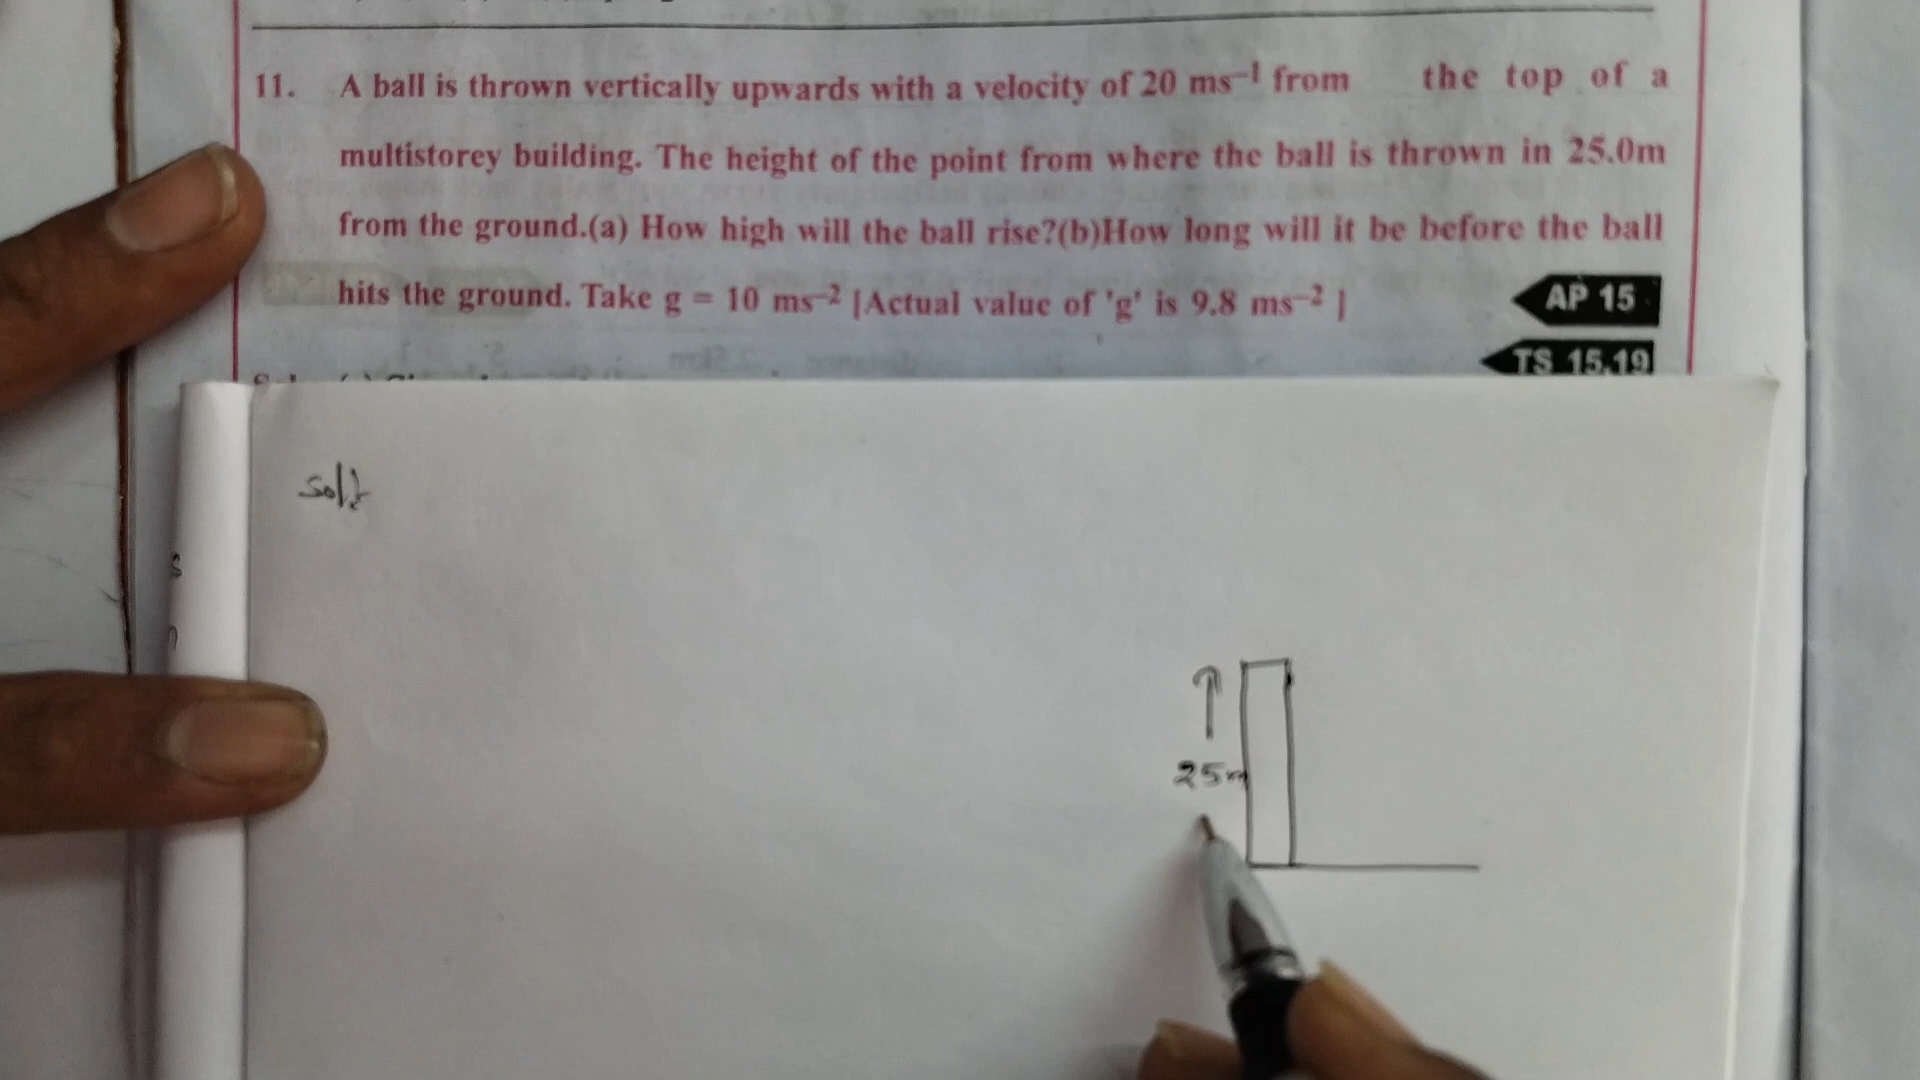 11. A ball is thrown vertically upwards with a velocity of 20 ms⁻¹ from the top of a
multistorey building. The height of the point from where the ball is thrown in 25.0m
from the ground.(a) How high will the ball rise?(b)How long will it be before the ball
hits the ground. Take g = 10 ms⁻² [Actual value of 'g' is 9.8 ms⁻² ]
AP 15
TS 15,19
Sol:
25m